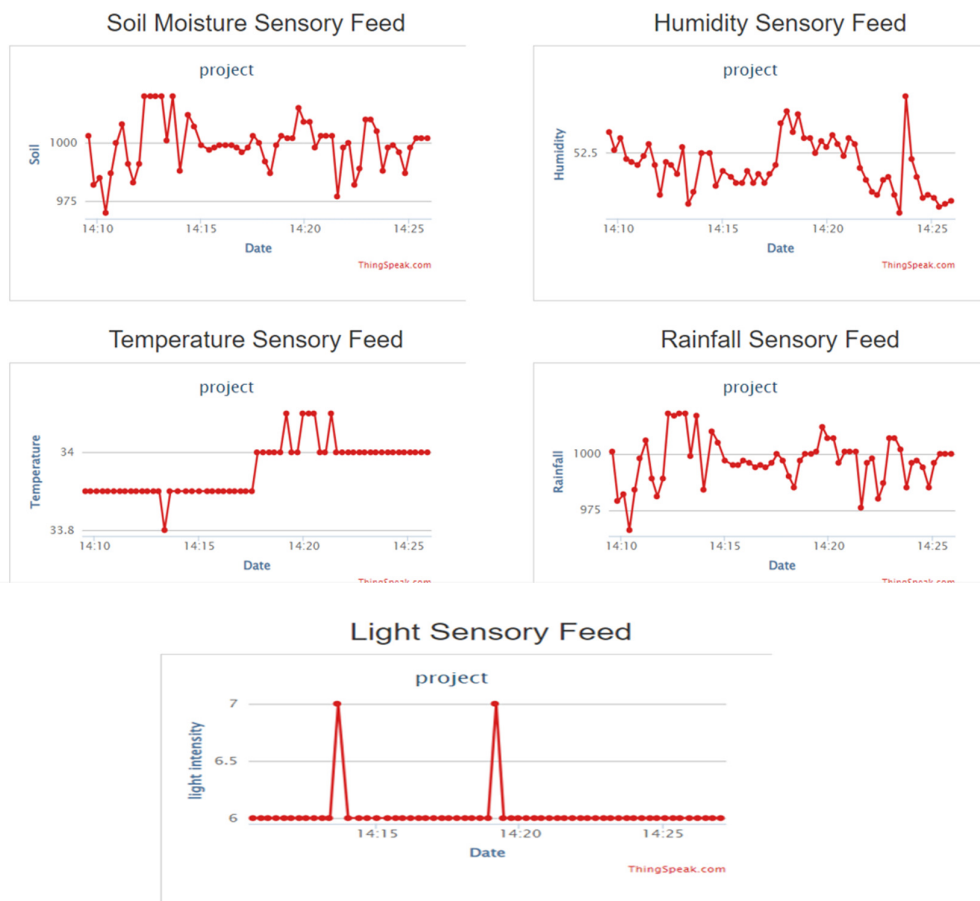 Soil Moisture Sensory Feed
project
Soil
1000
975
14:10 14:15 14:20 14:25
Date
ThingSpeak.com
Humidity Sensory Feed
project
Humidity
52.5
14:10 14:15 14:20 14:25
Date
ThingSpeak.com
Temperature Sensory Feed
project
Temperature
34
33.8
14:10 14:15 14:20 14:25
Date
ThingSpeak.com
Rainfall Sensory Feed
project
Rainfall
1000
975
14:10 14:15 14:20 14:25
Date
ThingSpeak.com
Light Sensory Feed
project
light intensity
7
6.5
6
14:15 14:20 14:25
Date
ThingSpeak.com